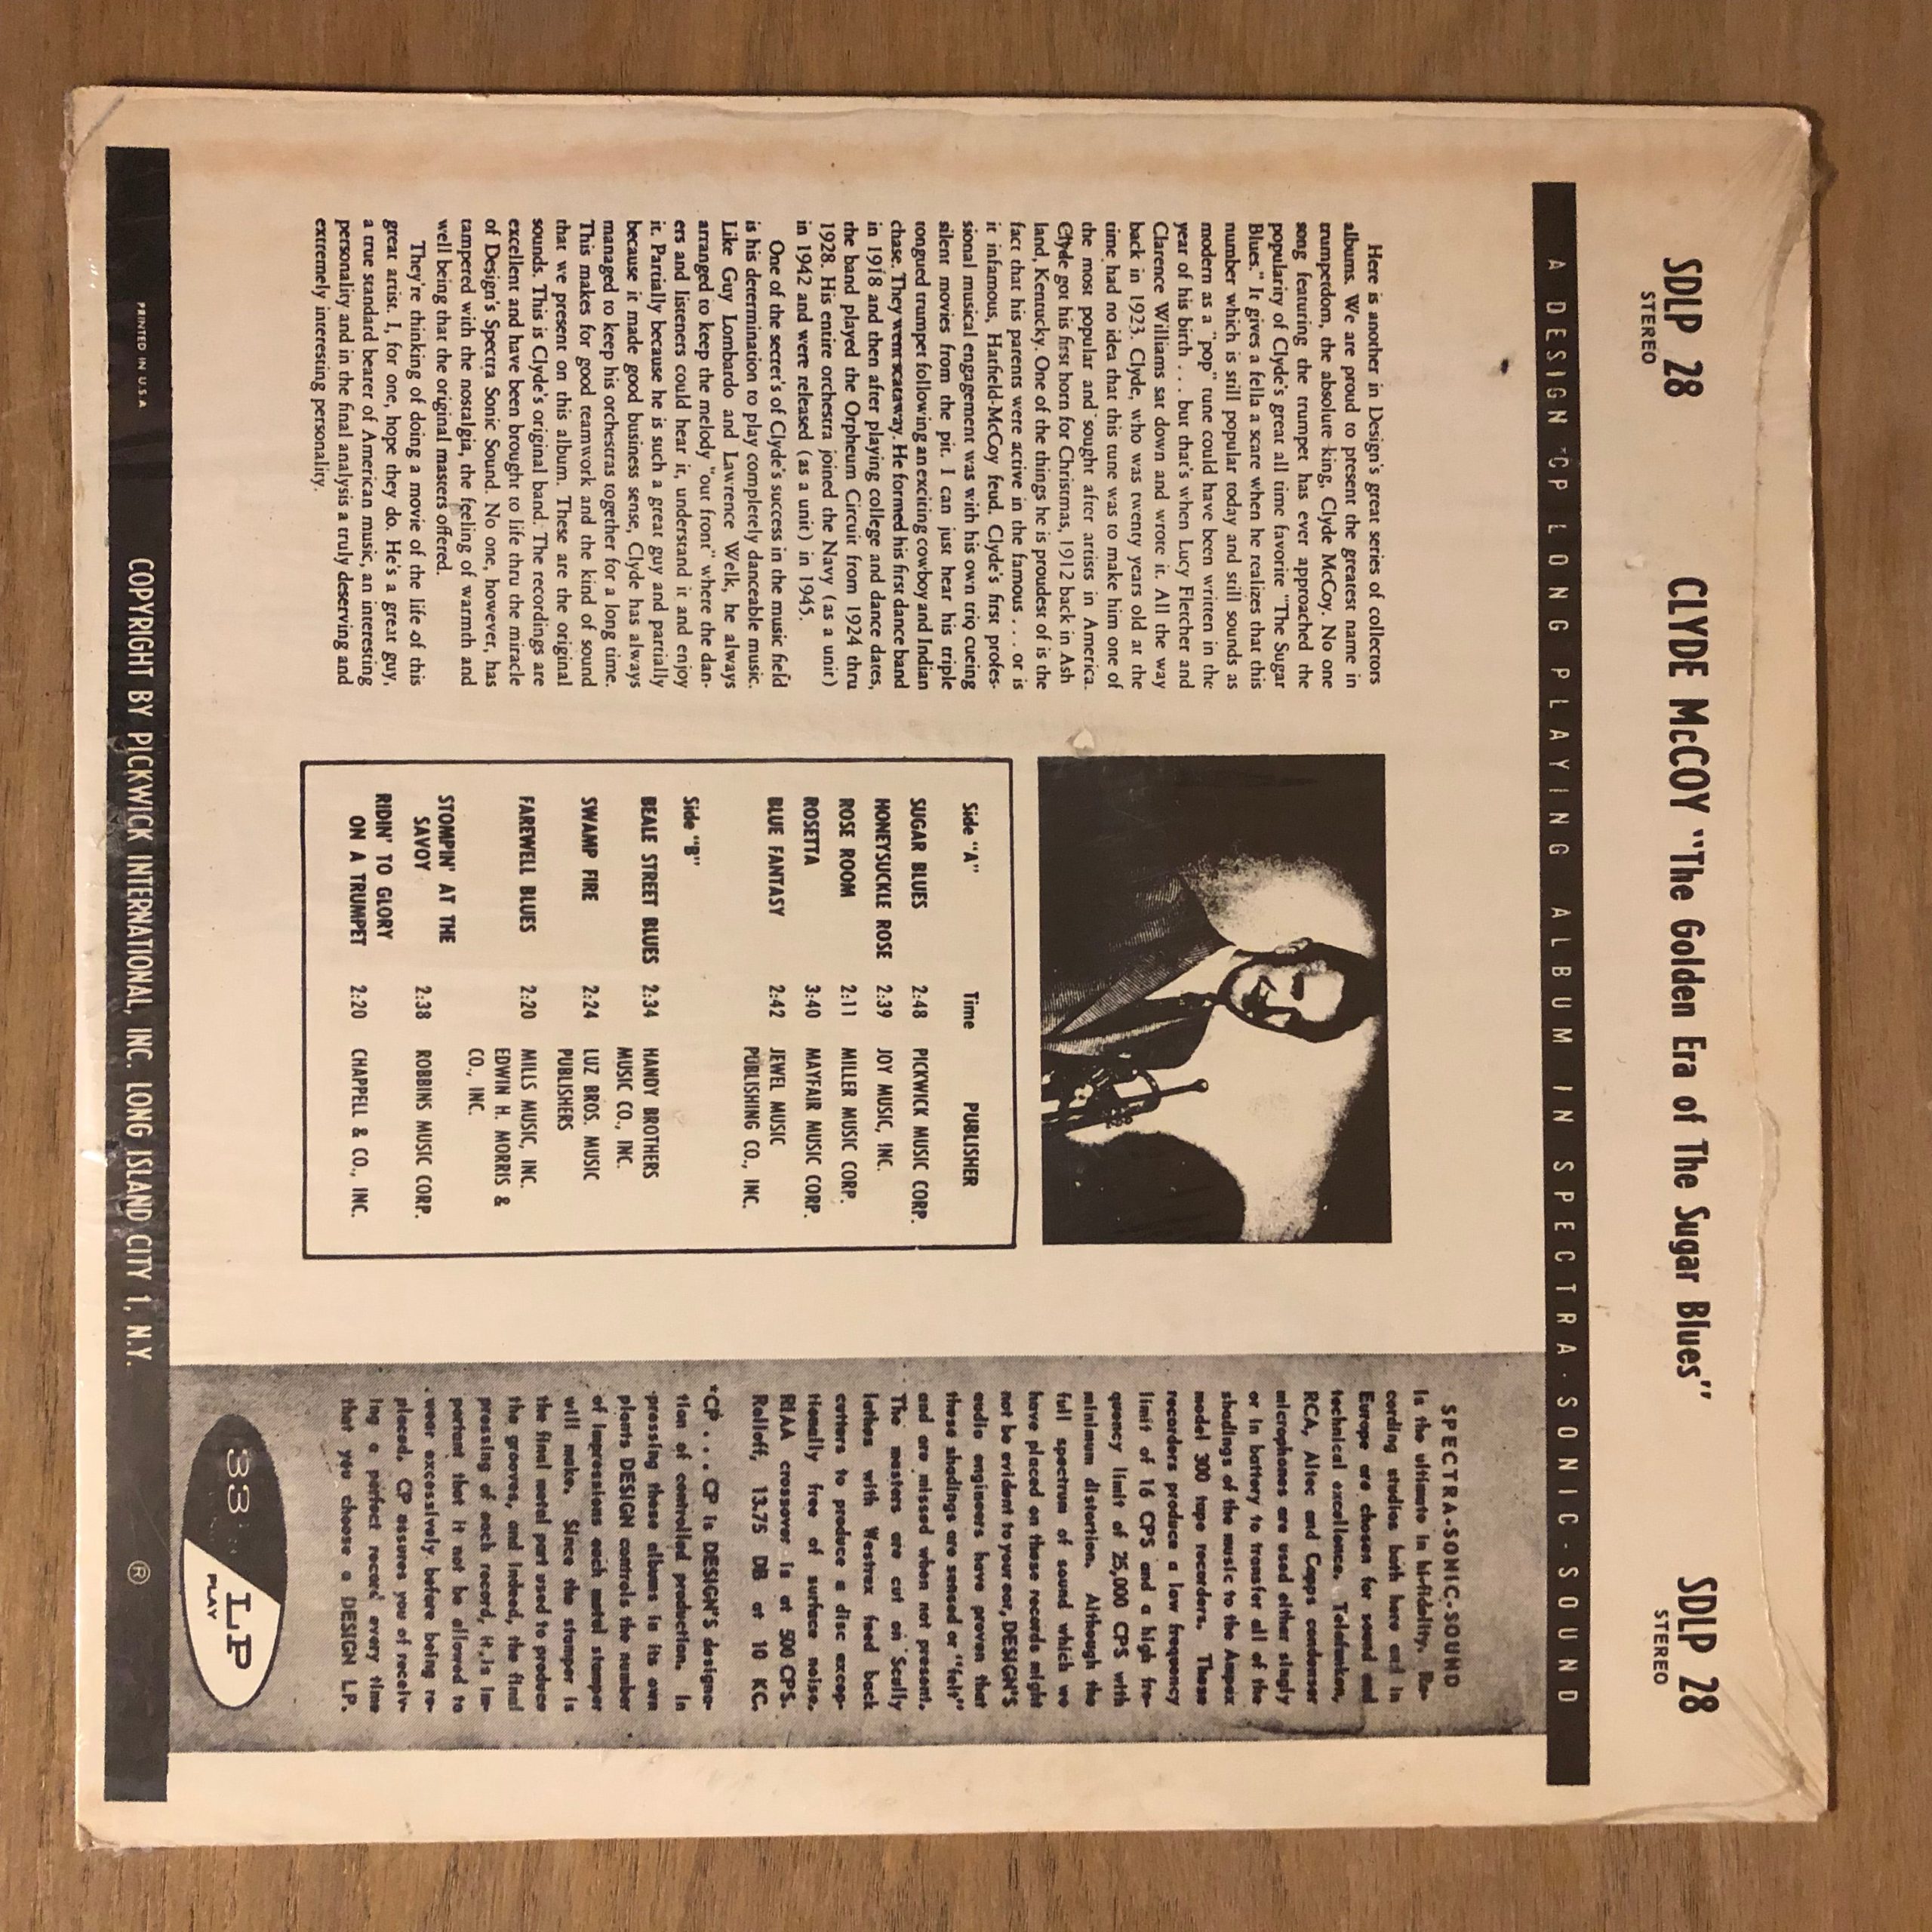 SDLP 28
STEREO
CLYDE McCOY "The Golden Era of The Sugar Blues"
SDLP 28
STEREO
A DESIGN *CP LONG PLAYING ALBUM IN SPECTRA·SONIC·SOUND
Here is another in Design's great series of collectors
albums. We are proud to present the greatest name in
trumpetdom, the absolute king, Clyde McCoy. No one
song featuring the trumpet has ever approached the
popularity of Clyde's great all time favorite "The Sugar
Blues." It gives a fella a scare when he realizes that this
number which is still popular today and still sounds as
modern as a "pop" tune could have been written in the
year of his birth . . . but that's when Lucy Fletcher and
Clarence Williams sat down and wrote it. All the way
back in 1923. Clyde, who was twenty years old at the
time had no idea that this tune was to make him one of
the most popular and sought after artists in America.
Clyde got his first horn for Christmas, 1912 back in Ash
land, Kentucky. One of the things he is proudest of is the
fact that his parents were active in the famous . . . or is
it infamous, Hatfield-McCoy feud. Clyde's first profes-
sional musical engagement was with his own trio cueing
silent movies from the pit. I can just hear his triple
tongued trumpet following an exciting cowboy and Indian
chase. They went scataway. He formed his first dance band
in 1918 and then after playing college and dance dates,
the band played the Orpheum Circuit from 1924 thru
1928. His entire orchestra joined the Navy (as a unit)
in 1942 and were released (as a unit) in 1945.
One of the secret's of Clyde's success in the music field
is his determination to play completely danceable music.
Like Guy Lombardo and Lawrence Welk, he always
arranged to keep the melody "out front" where the dan-
ers and listeners could hear it, understand it and enjoy
it. Partially because he is such a great guy and partially
because it made good business sense, Clyde has always
managed to keep his orchestras together for a long time.
This makes for good teamwork and the kind of sound
that we present on this album. These are the original
sounds. This is Clyde's original band. The recordings are
excellent and have been brought to life thru the miracle
of Design's Spectra Sonic Sound. No one, however, has
tampered with the nostalgia, the feeling of warmth and
well being that the original masters offered.
They're thinking of doing a movie of the life of this
great artist. I, for one, hope they do. He's a great guy,
a true standard bearer of American music, an interesting
personality and in the final analysis a truly deserving and
extremely interesting personality.
Side "A" Time PUBLISHER
SUGAR BLUES 2:48 PICKWICK MUSIC CORP.
HONEYSUCKLE ROSE 2:39 JOY MUSIC, INC.
ROSE ROOM 2:11 MILLER MUSIC CORP.
ROSETTA 3:40 MAYFAIR MUSIC CORP.
BLUE FANTASY 2:42 JEWEL MUSIC
PUBLISHING CO., INC.
Side "B"
BEALE STREET BLUES 2:34 HANDY BROTHERS
MUSIC CO., INC.
SWAMP FIRE 2:24 LUZ BROS. MUSIC
PUBLISHERS
FAREWELL BLUES 2:20 MILLS MUSIC, INC.
EDWIN H. MORRIS &
CO., INC.
STOMPIN' AT THE
SAVOY 2:38 ROBBINS MUSIC CORP.
RIDIN' TO GLORY
ON A TRUMPET 2:20 CHAPPELL & CO., INC.
SPECTRA-SONIC-SOUND
Is the ultimate in hi-fidelity. Re-
cording studios both here and in
Europe are chosen for sound and
technical excellence. Telefunken,
RCA, Altec and Capps condenser
microphones are used either singly
or in battery to transfer all of the
shadings of the music to the Ampex
model 300 tape recorders. These
recorders produce a low frequency
limit of 16 CPS and a high fre-
quency limit of 25,000 CPS with
minimum distortion. Although the
full spectrum of sound which we
have placed on these records might
not be evident to your ear, DESIGN'S
audio engineers have proven that
these shadings are sensed or "felt"
and are missed when not present.
The masters are cut on Scully
lathes with Westrex feed back
cutters to produce a disc excep-
tionally free of surface noise.
RIAA crossover is at 500 CPS.
Rolloff, 13.75 DB at 10 KC.
*CP . . . CP is DESIGN'S designa-
tion of controlled production. In
pressing these albums in its own
plants DESIGN controls the number
of impressions each metal stamper
will make. Since the stamper is
the final metal part used to produce
the grooves, and indeed, the final
pressing of each record, it is im-
portant that it not be allowed to
wear excessively before being re-
placed. CP assures you of receiv-
ing a perfect record every time
that you choose a DESIGN LP.
33
LP
PLAY
PRINTED IN U.S.A.
COPYRIGHT BY PICKWICK INTERNATIONAL, INC. LONG ISLAND CITY 1, N.Y.
®